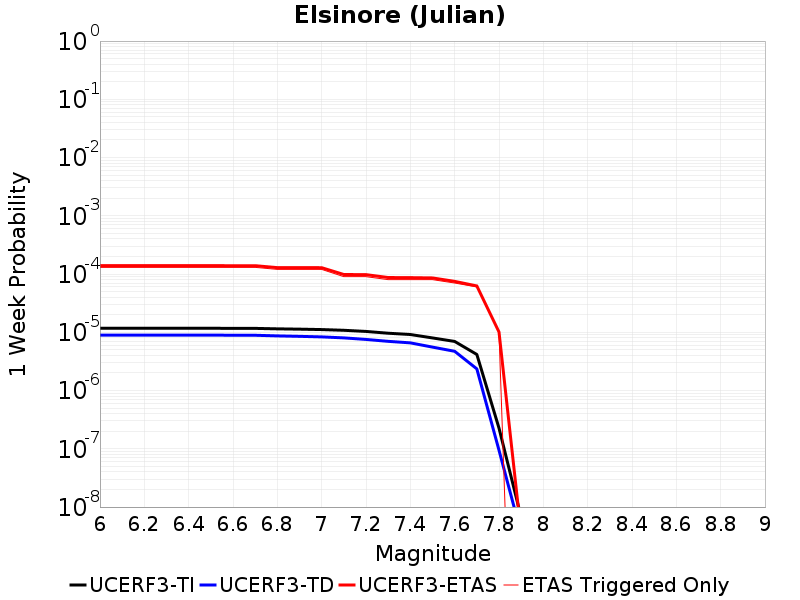 Elsinore (Julian)
1 Week Probability
10^0
10^-1
10^-2
10^-3
10^-4
10^-5
10^-6
10^-7
10^-8
6 6.2 6.4 6.6 6.8 7 7.2 7.4 7.6 7.8 8 8.2 8.4 8.6 8.8 9
Magnitude
UCERF3-TI UCERF3-TD UCERF3-ETAS ETAS Triggered Only